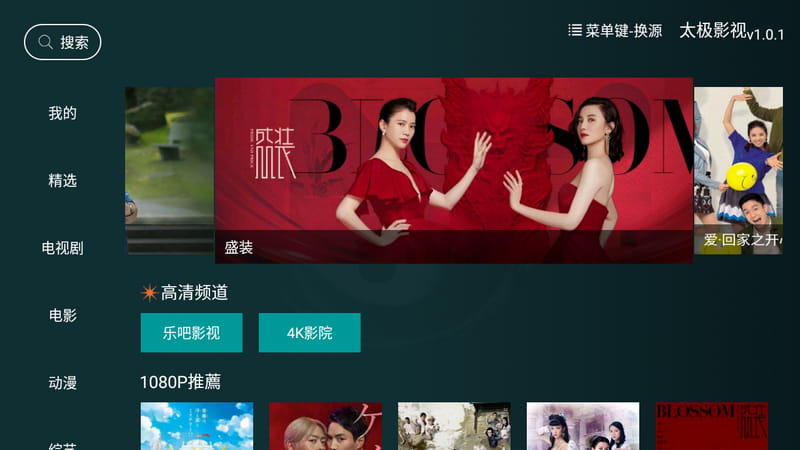 搜索
菜单键-换源
太极影视v1.0.1
我的
精选
电视剧
电影
动漫
综艺
BLOSSOM
盛装
盛装
爱·回家之开心
高清频道
乐吧影视
4K影院
1080P推薦
BLOSSOM
盛装